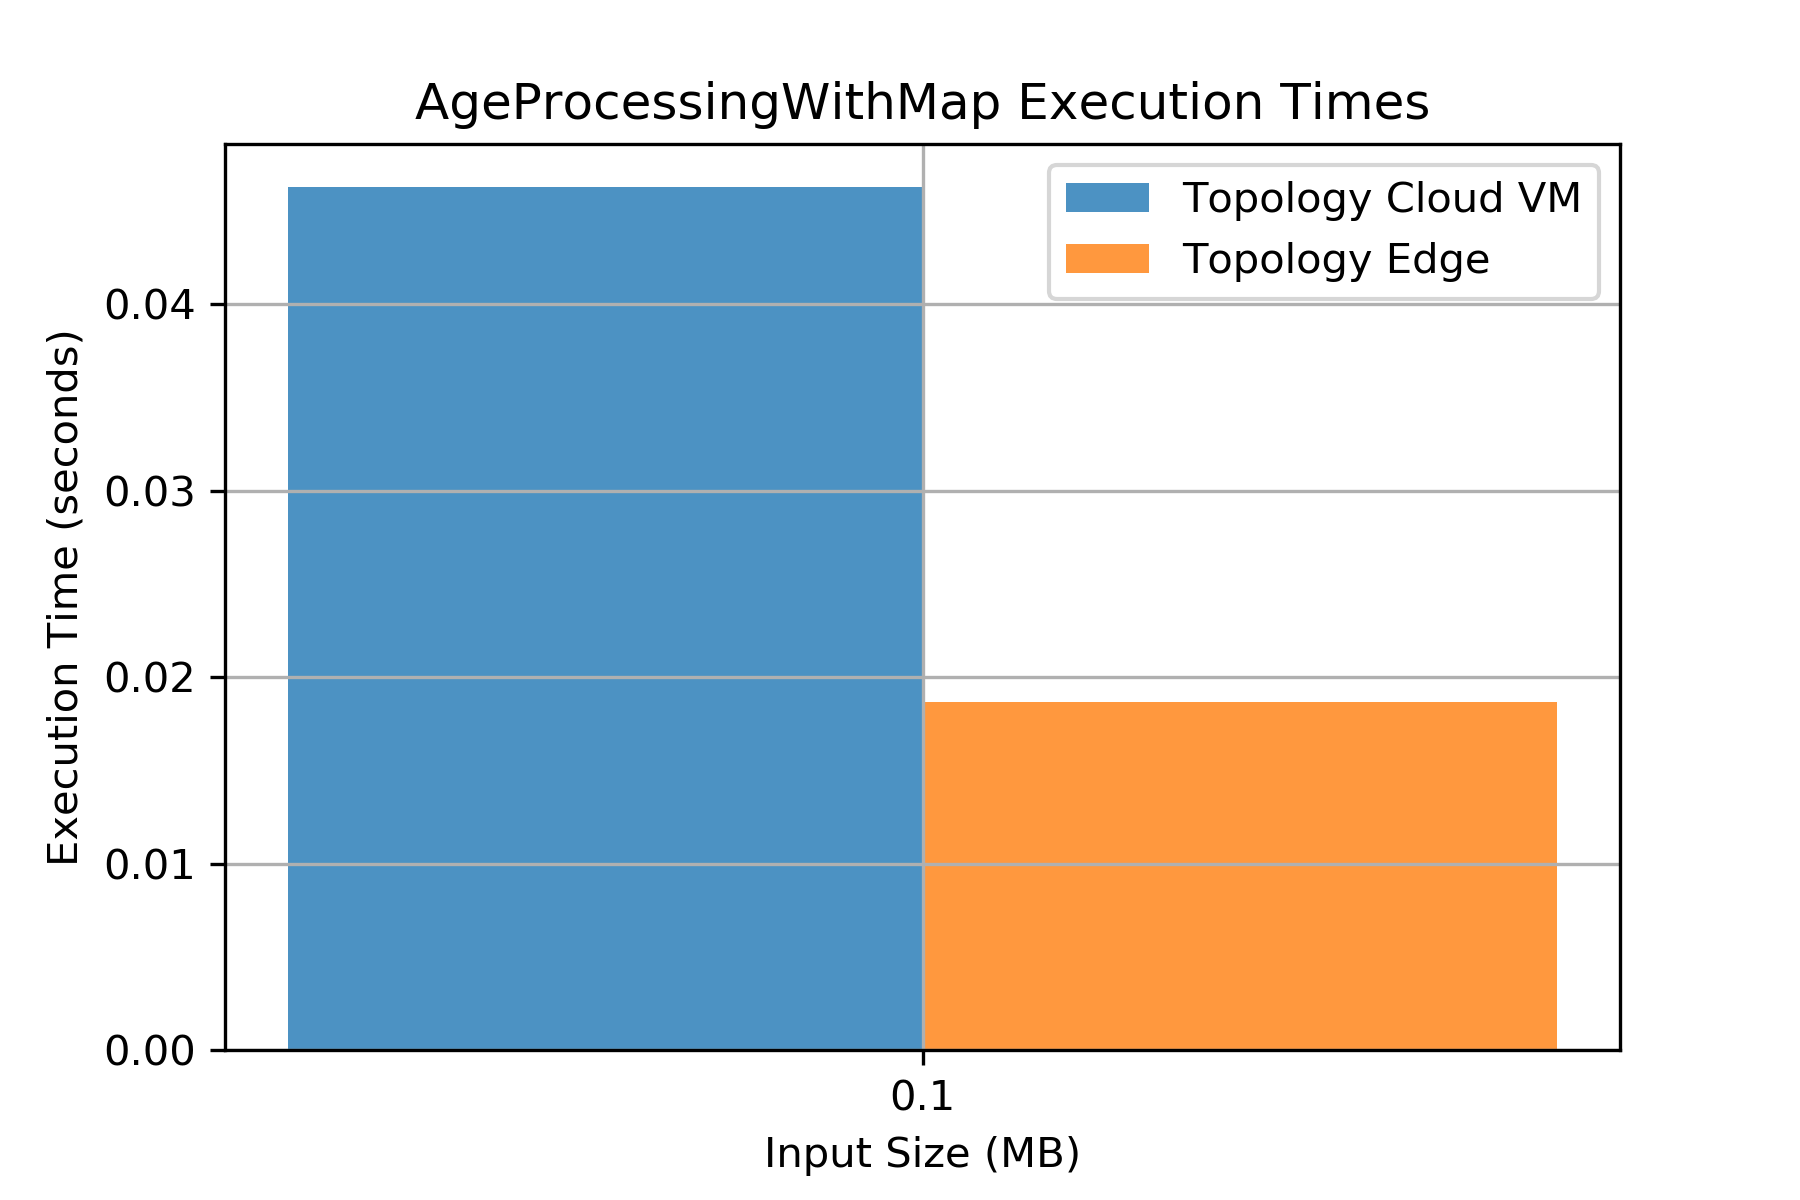 AgeProcessingWithMap Execution Times
Topology Cloud VM
Topology Edge
Execution Time (seconds)
0.04
0.03
0.02
0.01
0.00
0.1
Input Size (MB)